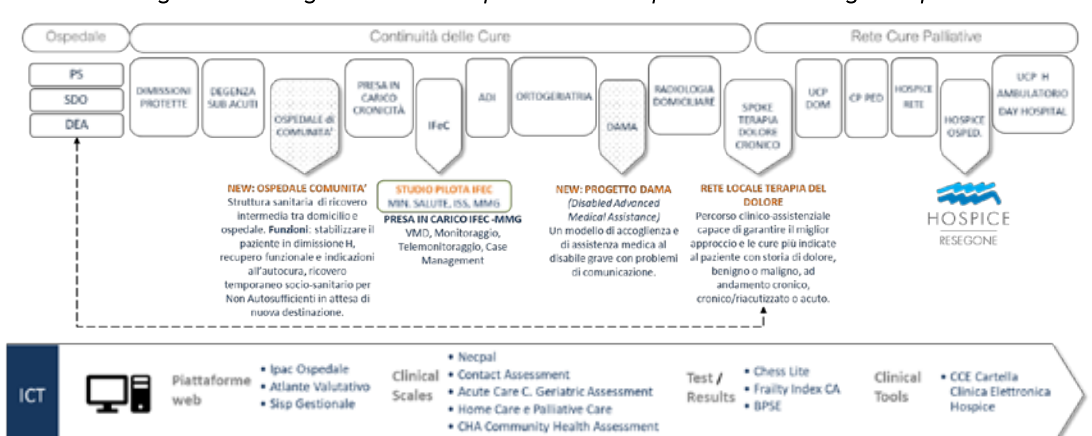 Ospedale
Continuità delle Cure
Rete Cure Palliative
PS
SDO
DEA
DIMISSIONI
PROTETTE
DEGENZA
SUB ACUTI
OSPEDALE di
COMUNITA'
PRESA IN
CARICO
CRONICITÀ
IFeC
ADI
ORTOGERIATRIA
DAMA
RADIOLOGIA
DOMICILIARE
SPOKE
TERAPIA
DOLORE
CRONICO
UCP
DOM
CP PED
HOSPICE
RETE
HOSPICE
OSPED.
UCP H
AMBULATORIO
DAY HOSPITAL
NEW: OSPEDALE COMUNITA'
Struttura sanitaria di ricovero
intermedia tra domicilio e
ospedale. Funzioni: stabilizzare il
paziente in dimissione H,
recupero funzionale e indicazioni
all'autocura, ricovero
temporaneo socio-sanitario per
Non Autosufficienti in attesa di
nuova destinazione.
STUDIO PILOTA IFEC
MIN. SALUTE, ISS, MMG
PRESA IN CARICO IFEC -MMG
VMD, Monitoraggio,
Telemonitoraggio, Case
Management
NEW: PROGETTO DAMA
(Disabled Advanced
Medical Assistance)
Un modello di accoglienza e
di assistenza medica al
disabile grave con problemi
di comunicazione.
RETE LOCALE TERAPIA DEL
DOLORE
Percorso clinico-assistenziale
capace di garantire il miglior
approccio e le cure più indicate
al paziente con storia di dolore,
benigno o maligno, ad
andamento cronico,
cronico/riacutizzato o acuto.
HOSPICE
RESEGONE
ICT
Piattaforme
web
• Ipac Ospedale
• Atlante Valutativo
• Sisp Gestionale
Clinical
Scales
• Necpal
• Contact Assessment
• Acute Care C. Geriatric Assessment
• Home Care e Palliative Care
• CHA Community Health Assessment
Test /
Results
• Chess Lite
• Frailty Index CA
• BPSE
Clinical
Tools
• CCE Cartella
Clinica Elettronica
Hospice